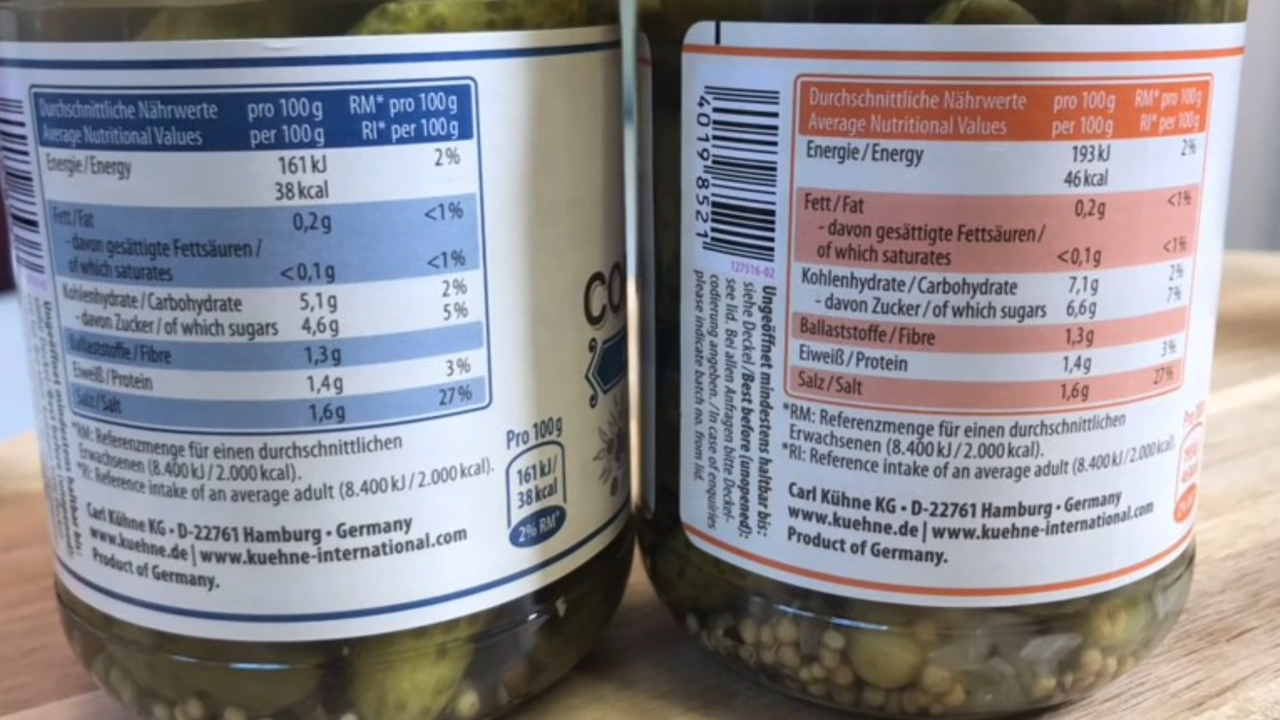 Durchschnittliche Nährwerte pro 100 g RM* pro 100 g
Average Nutritional Values per 100 g RI* per 100 g
Energie / Energy 161 kJ 2%
38 kcal
Fett / Fat 0,2 g <1%
- davon gesättigte Fettsäuren /
of which saturates <0,1 g <1%
Kohlenhydrate / Carbohydrate 5,1 g 2%
- davon Zucker / of which sugars 4,6 g 5%
Ballaststoffe / Fibre 1,3 g
Eiweiß / Protein 1,4 g 3%
Salz / Salt 1,6 g 27%
*RM: Referenzmenge für einen durchschnittlichen
Erwachsenen (8.400 kJ / 2.000 kcal).
*RI: Reference intake of an average adult (8.400 kJ / 2.000 kcal).
Carl Kühne KG • D-22761 Hamburg • Germany
www.kuehne.de | www.kuehne-international.com
Product of Germany.
Pro 100 g
161 kJ /
38 kcal
2% RM*
CO
4 0 1 9 8 5 2 1
127516-02
Ungeöffnet mindestens haltbar bis:
siehe Deckel / Best before (unopened):
see lid. Bei allen Anfragen bitte Deckel-
codierung angeben. / In case of enquiries
please indicate batch no. from lid.
Durchschnittliche Nährwerte pro 100 g RM* pro 100 g
Average Nutritional Values per 100 g RI* per 100 g
Energie / Energy 193 kJ 2%
46 kcal
Fett / Fat 0,2 g <1%
- davon gesättigte Fettsäuren /
of which saturates <0,1 g <1%
Kohlenhydrate / Carbohydrate 7,1 g 2%
- davon Zucker / of which sugars 6,6 g 7%
Ballaststoffe / Fibre 1,3 g
Eiweiß / Protein 1,4 g 3%
Salz / Salt 1,6 g 27%
*RM: Referenzmenge für einen durchschnittlichen
Erwachsenen (8.400 kJ / 2.000 kcal).
*RI: Reference intake of an average adult (8.400 kJ / 2.000 kcal).
Carl Kühne KG • D-22761 Hamburg • Germany
www.kuehne.de | www.kuehne-international.com
Product of Germany.